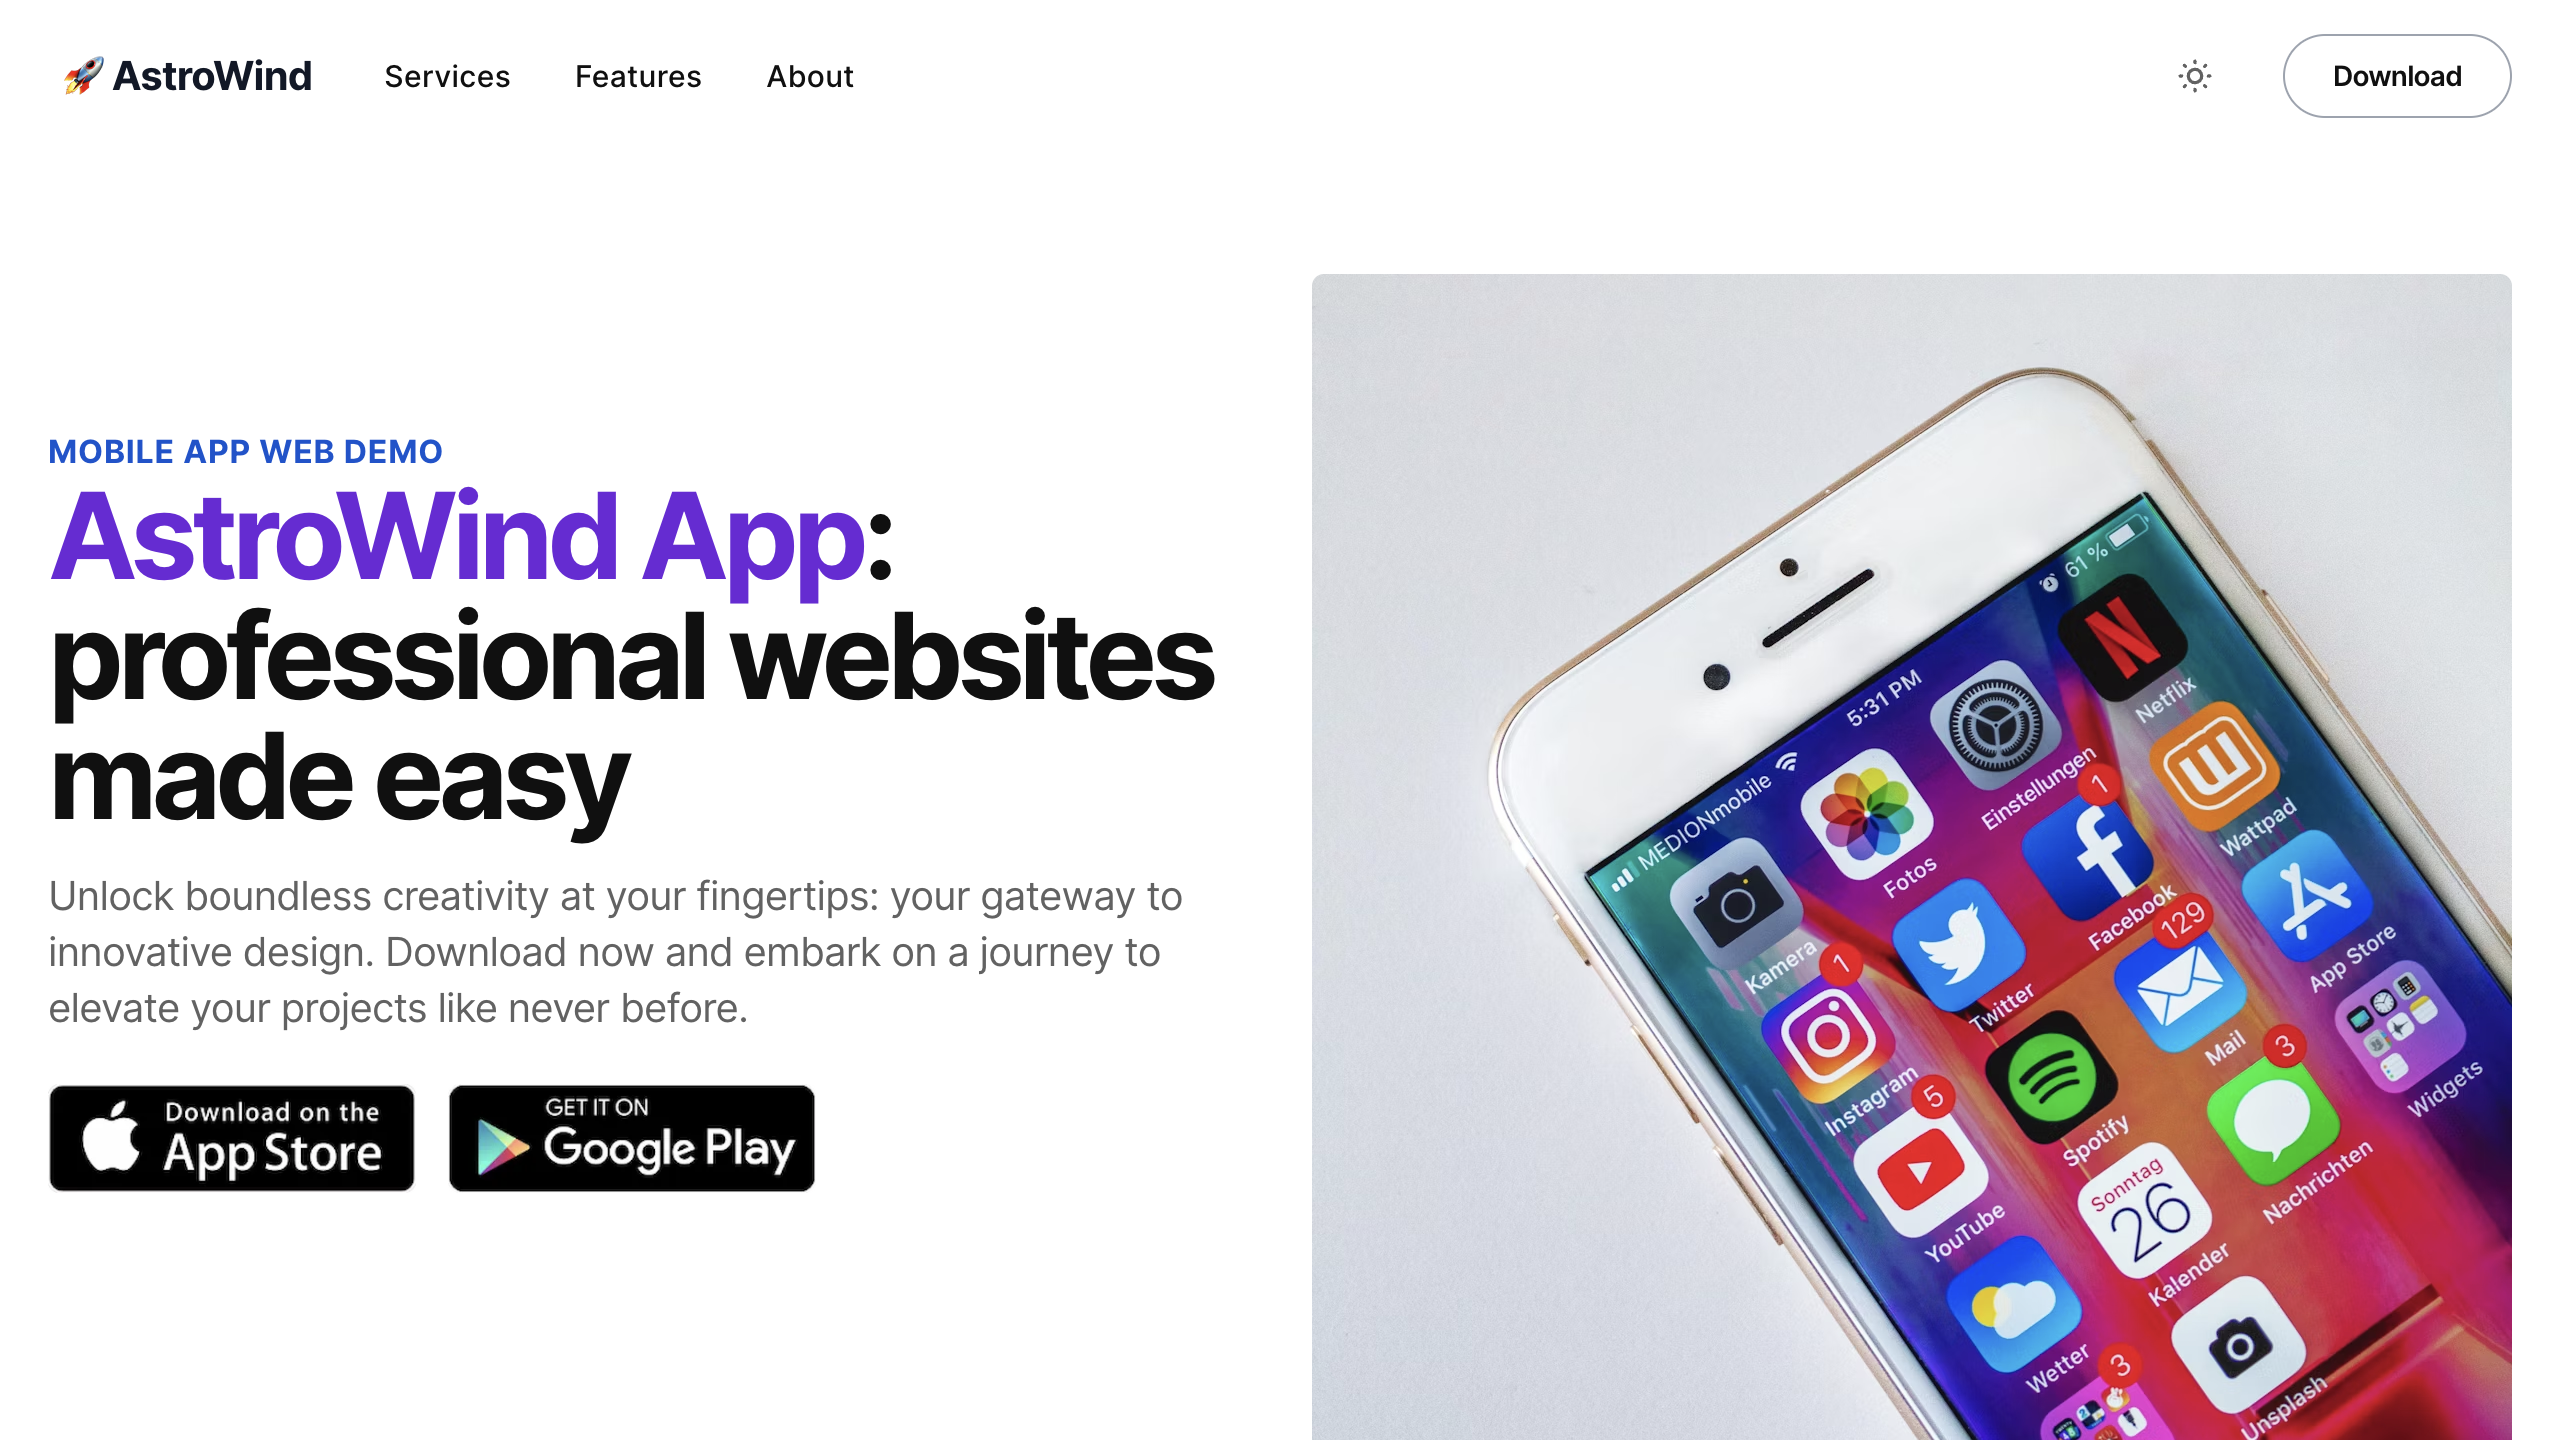 🚀 AstroWind
Services
Features
About
Download
MOBILE APP WEB DEMO
AstroWind App:
professional websites
made easy
Unlock boundless creativity at your fingertips: your gateway to
innovative design. Download now and embark on a journey to
elevate your projects like never before.
Download on the
App Store
GET IT ON
Google Play
MEDIONmobile
5:31 PM
61 %
Kamera
Fotos
Einstellungen
Netflix
1
Instagram
Twitter
1
Facebook
Wattpad
5
YouTube
Spotify
129
Mail
App Store
Wetter
Sonntag
26
Kalender
3
Nachrichten
Widgets
3
Unsplash